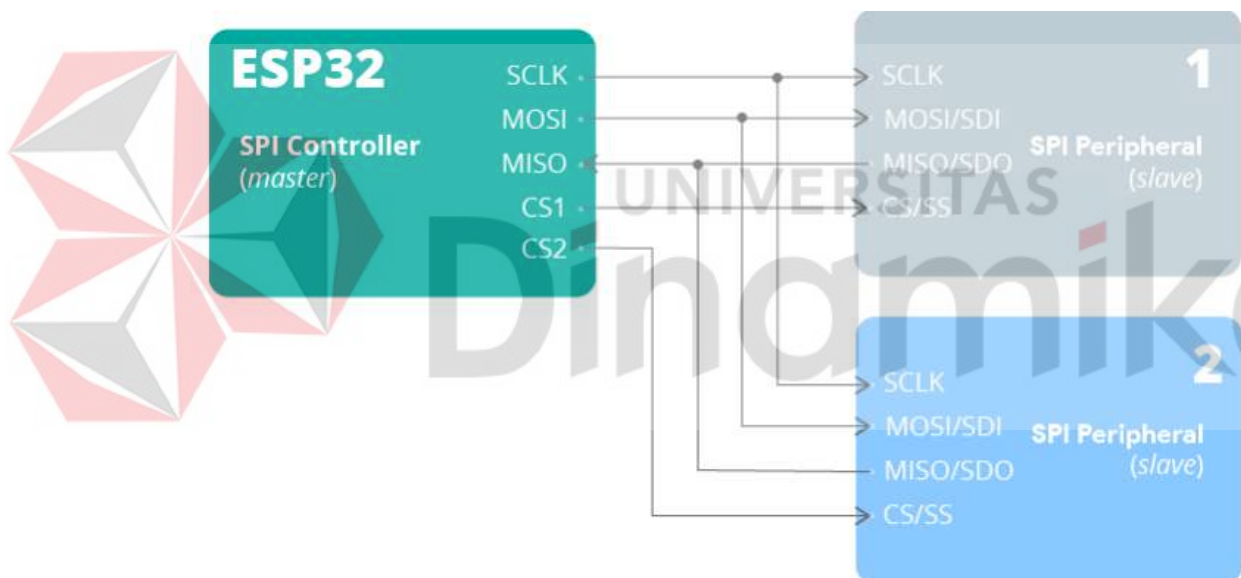 ESP32
SPI Controller
(master)
SCLK
MOSI
MISO
CS1
CS2
1
SCLK
MOSI/SDI
MISO/SDO
CS/SS
SPI Peripheral
(slave)
UNIVERSITAS
Dinamika
2
SCLK
MOSI/SDI
MISO/SDO
CS/SS
SPI Peripheral
(slave)